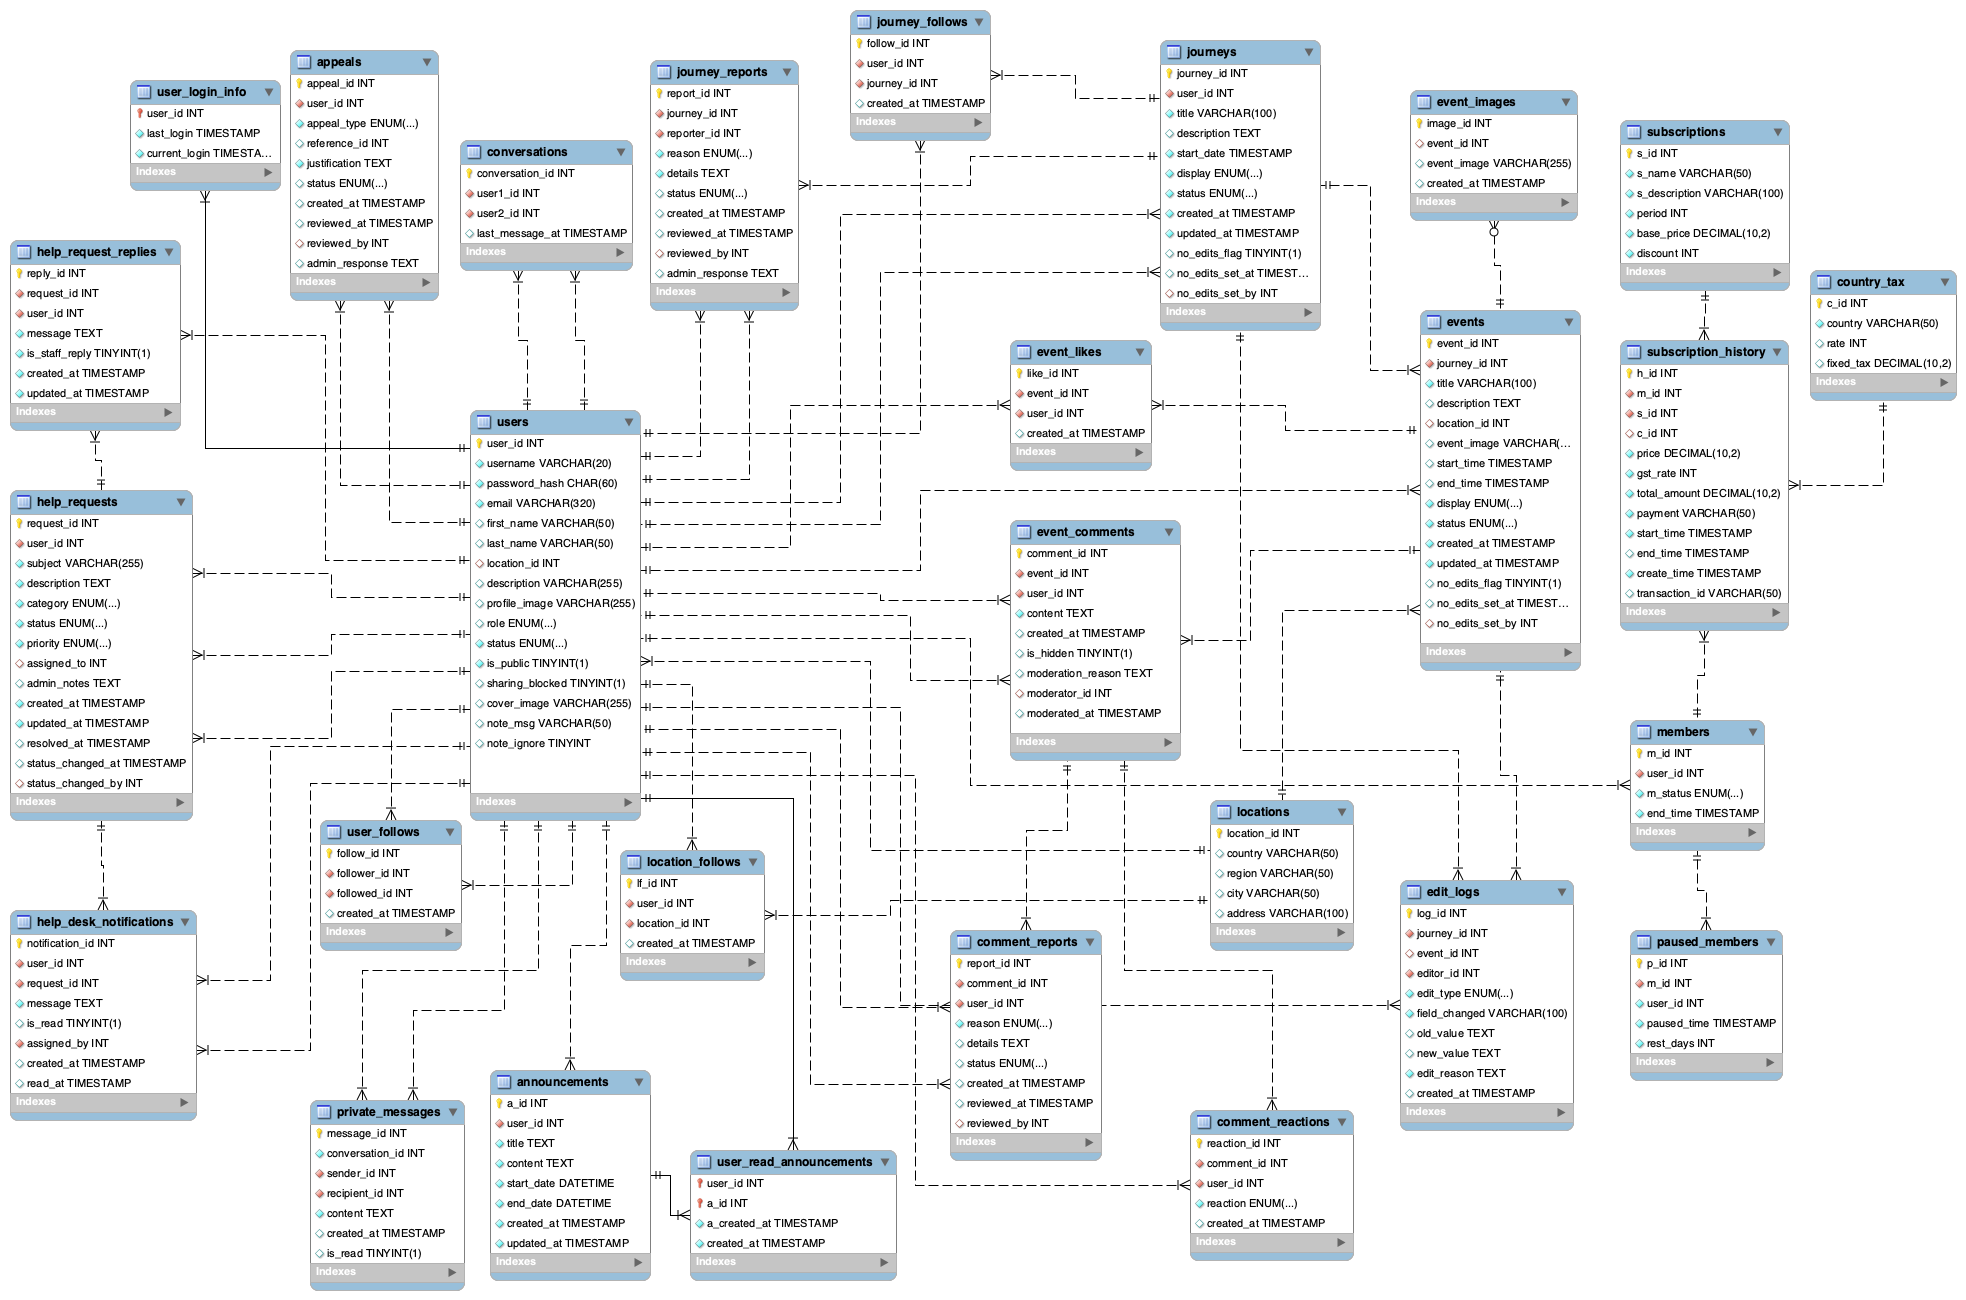 journey_follows
follow_id INT
user_id INT
journey_id INT
created_at TIMESTAMP
Indexes
journeys
journey_id INT
user_id INT
title VARCHAR(100)
description TEXT
start_date TIMESTAMP
display ENUM(...)
status ENUM(...)
created_at TIMESTAMP
updated_at TIMESTAMP
no_edits_flag TINYINT(1)
no_edits_set_at TIMEST...
no_edits_set_by INT
Indexes
appeals
appeal_id INT
user_id INT
appeal_type ENUM(...)
reference_id INT
justification TEXT
status ENUM(...)
created_at TIMESTAMP
reviewed_at TIMESTAMP
reviewed_by INT
admin_response TEXT
Indexes
journey_reports
report_id INT
journey_id INT
reporter_id INT
reason ENUM(...)
details TEXT
status ENUM(...)
created_at TIMESTAMP
reviewed_at TIMESTAMP
reviewed_by INT
admin_response TEXT
Indexes
user_login_info
user_id INT
last_login TIMESTAMP
current_login TIMESTA...
Indexes
event_images
image_id INT
event_id INT
event_image VARCHAR(255)
created_at TIMESTAMP
Indexes
subscriptions
s_id INT
s_name VARCHAR(50)
s_description VARCHAR(100)
period INT
base_price DECIMAL(10,2)
discount INT
Indexes
conversations
conversation_id INT
user1_id INT
user2_id INT
last_message_at TIMESTAMP
Indexes
help_request_replies
reply_id INT
request_id INT
user_id INT
message TEXT
is_staff_reply TINYINT(1)
created_at TIMESTAMP
updated_at TIMESTAMP
Indexes
country_tax
c_id INT
country VARCHAR(50)
rate INT
fixed_tax DECIMAL(10,2)
Indexes
events
event_id INT
journey_id INT
title VARCHAR(100)
description TEXT
location_id INT
event_image VARCHAR(...
start_time TIMESTAMP
end_time TIMESTAMP
display ENUM(...)
status ENUM(...)
created_at TIMESTAMP
updated_at TIMESTAMP
no_edits_flag TINYINT(1)
no_edits_set_at TIMEST...
no_edits_set_by INT
Indexes
event_likes
like_id INT
event_id INT
user_id INT
created_at TIMESTAMP
Indexes
subscription_history
h_id INT
m_id INT
s_id INT
c_id INT
price DECIMAL(10,2)
gst_rate INT
total_amount DECIMAL(10,2)
payment VARCHAR(50)
start_time TIMESTAMP
end_time TIMESTAMP
create_time TIMESTAMP
transaction_id VARCHAR(50)
Indexes
users
user_id INT
username VARCHAR(20)
password_hash CHAR(60)
email VARCHAR(320)
first_name VARCHAR(50)
last_name VARCHAR(50)
location_id INT
description VARCHAR(255)
profile_image VARCHAR(255)
role ENUM(...)
status ENUM(...)
is_public TINYINT(1)
sharing_blocked TINYINT(1)
cover_image VARCHAR(255)
note_msg VARCHAR(50)
note_ignore TINYINT
Indexes
help_requests
request_id INT
user_id INT
subject VARCHAR(255)
description TEXT
category ENUM(...)
status ENUM(...)
priority ENUM(...)
assigned_to INT
admin_notes TEXT
created_at TIMESTAMP
updated_at TIMESTAMP
resolved_at TIMESTAMP
status_changed_at TIMESTAMP
status_changed_by INT
Indexes
event_comments
comment_id INT
event_id INT
user_id INT
content TEXT
created_at TIMESTAMP
is_hidden TINYINT(1)
moderation_reason TEXT
moderator_id INT
moderated_at TIMESTAMP
Indexes
members
m_id INT
user_id INT
m_status ENUM(...)
end_time TIMESTAMP
Indexes
locations
location_id INT
country VARCHAR(50)
region VARCHAR(50)
city VARCHAR(50)
address VARCHAR(100)
Indexes
user_follows
follow_id INT
follower_id INT
followed_id INT
created_at TIMESTAMP
Indexes
location_follows
lf_id INT
user_id INT
location_id INT
created_at TIMESTAMP
Indexes
edit_logs
log_id INT
journey_id INT
event_id INT
editor_id INT
edit_type ENUM(...)
field_changed VARCHAR(100)
old_value TEXT
new_value TEXT
edit_reason TEXT
created_at TIMESTAMP
Indexes
help_desk_notifications
notification_id INT
user_id INT
request_id INT
message TEXT
is_read TINYINT(1)
assigned_by INT
created_at TIMESTAMP
read_at TIMESTAMP
Indexes
comment_reports
report_id INT
comment_id INT
user_id INT
reason ENUM(...)
details TEXT
status ENUM(...)
created_at TIMESTAMP
reviewed_at TIMESTAMP
reviewed_by INT
Indexes
paused_members
p_id INT
m_id INT
user_id INT
paused_time TIMESTAMP
rest_days INT
Indexes
announcements
a_id INT
user_id INT
title TEXT
content TEXT
start_date DATETIME
end_date DATETIME
created_at TIMESTAMP
updated_at TIMESTAMP
Indexes
private_messages
message_id INT
conversation_id INT
sender_id INT
recipient_id INT
content TEXT
created_at TIMESTAMP
is_read TINYINT(1)
Indexes
comment_reactions
reaction_id INT
comment_id INT
user_id INT
reaction ENUM(...)
created_at TIMESTAMP
Indexes
user_read_announcements
user_id INT
a_id INT
a_created_at TIMESTAMP
created_at TIMESTAMP
Indexes